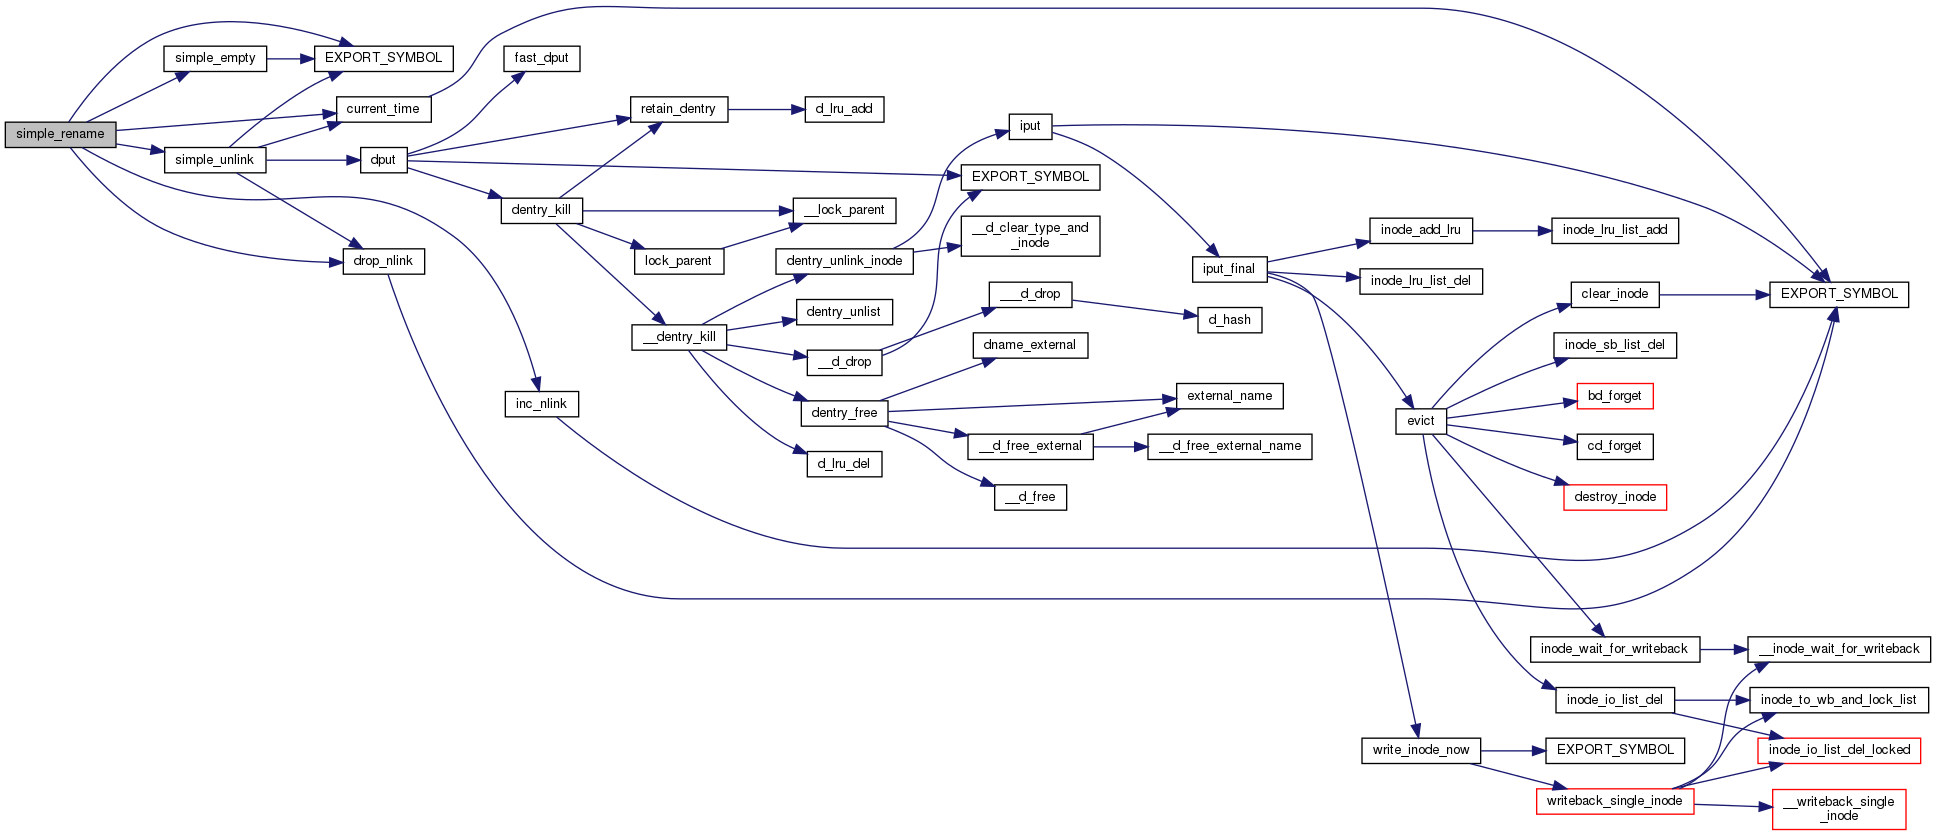 simple_rename
simple_empty
EXPORT_SYMBOL
current_time
simple_unlink
drop_nlink
fast_dput
dput
retain_dentry
d_lru_add
dentry_kill
__lock_parent
lock_parent
__dentry_kill
inc_nlink
dentry_unlink_inode
dentry_unlist
__d_drop
dentry_free
d_lru_del
iput
EXPORT_SYMBOL
__d_clear_type_and
_inode
___d_drop
d_hash
dname_external
external_name
__d_free_external
__d_free_external_name
__d_free
iput_final
inode_add_lru
inode_lru_list_add
inode_lru_list_del
evict
clear_inode
EXPORT_SYMBOL
inode_sb_list_del
bd_forget
cd_forget
destroy_inode
inode_wait_for_writeback
__inode_wait_for_writeback
inode_io_list_del
inode_to_wb_and_lock_list
inode_io_list_del_locked
write_inode_now
EXPORT_SYMBOL
writeback_single_inode
__writeback_single
_inode